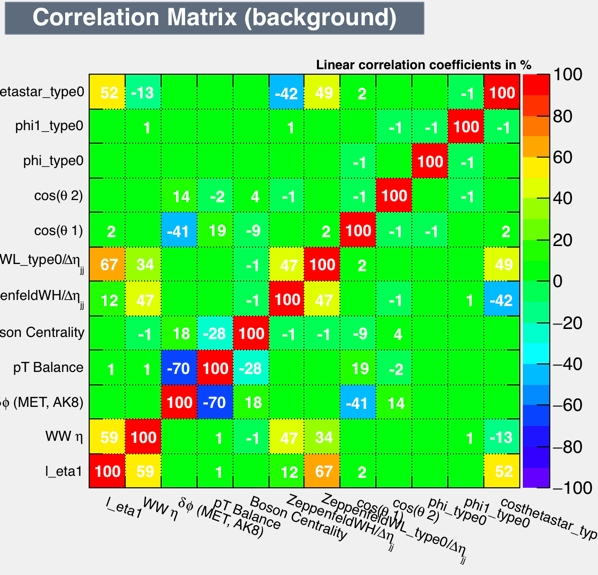 Correlation Matrix (background)
Linear correlation coefficients in %
etastar_type0 52 -13 -42 49 2 -1 100
phi1_type0 1 1 -1 -1 100 -1
phi_type0 -1 100 -1
cos(θ 2) 14 -2 4 -1 -1 100 -1
cos(θ 1) 2 -41 19 -9 2 100 -1 -1 2
WL_type0/Δηjj 67 34 -1 47 100 2 49
enfeldWH/Δηjj 12 47 -1 100 47 -1 1 -42
son Centrality -1 18 -28 100 -1 -1 -9 4
pT Balance 1 1 -70 100 -28 19 -2
δϕ (MET, AK8) 100 -70 18 -41 14
WW η 59 100 1 -1 47 34 1 -13
l_eta1 100 59 1 12 67 2 52
100
80
60
40
20
0
−20
−40
−60
−80
−100
l_eta1
WW η
δϕ (MET, AK8)
pT Balance
Boson Centrality
ZeppenfeldWH/Δηjj
ZeppenfeldWL_type0/Δηjj
cos(θ 1)
cos(θ 2)
phi_type0
phi1_type0
costhetastar_typ